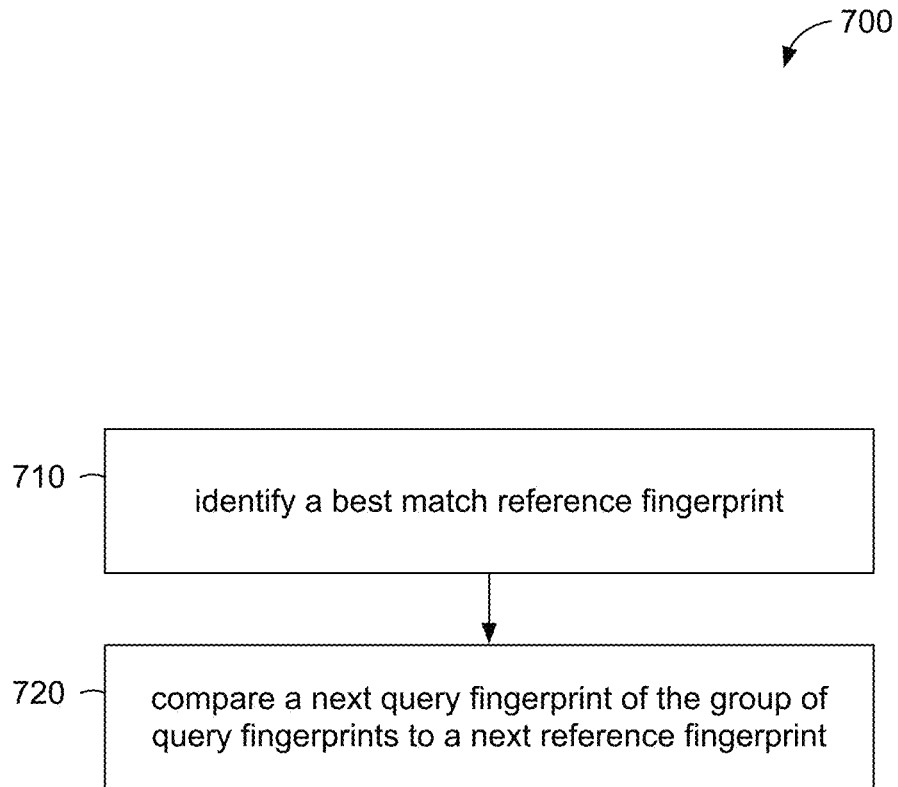 700
710
identify a best match reference fingerprint
720
compare a next query fingerprint of the group of
query fingerprints to a next reference fingerprint